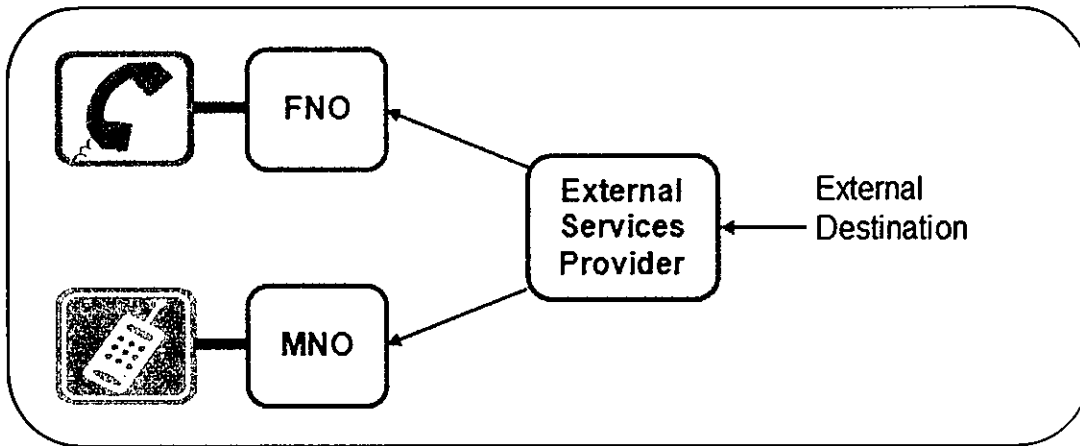 FNO
External
Services
Provider
External
Destination
MNO